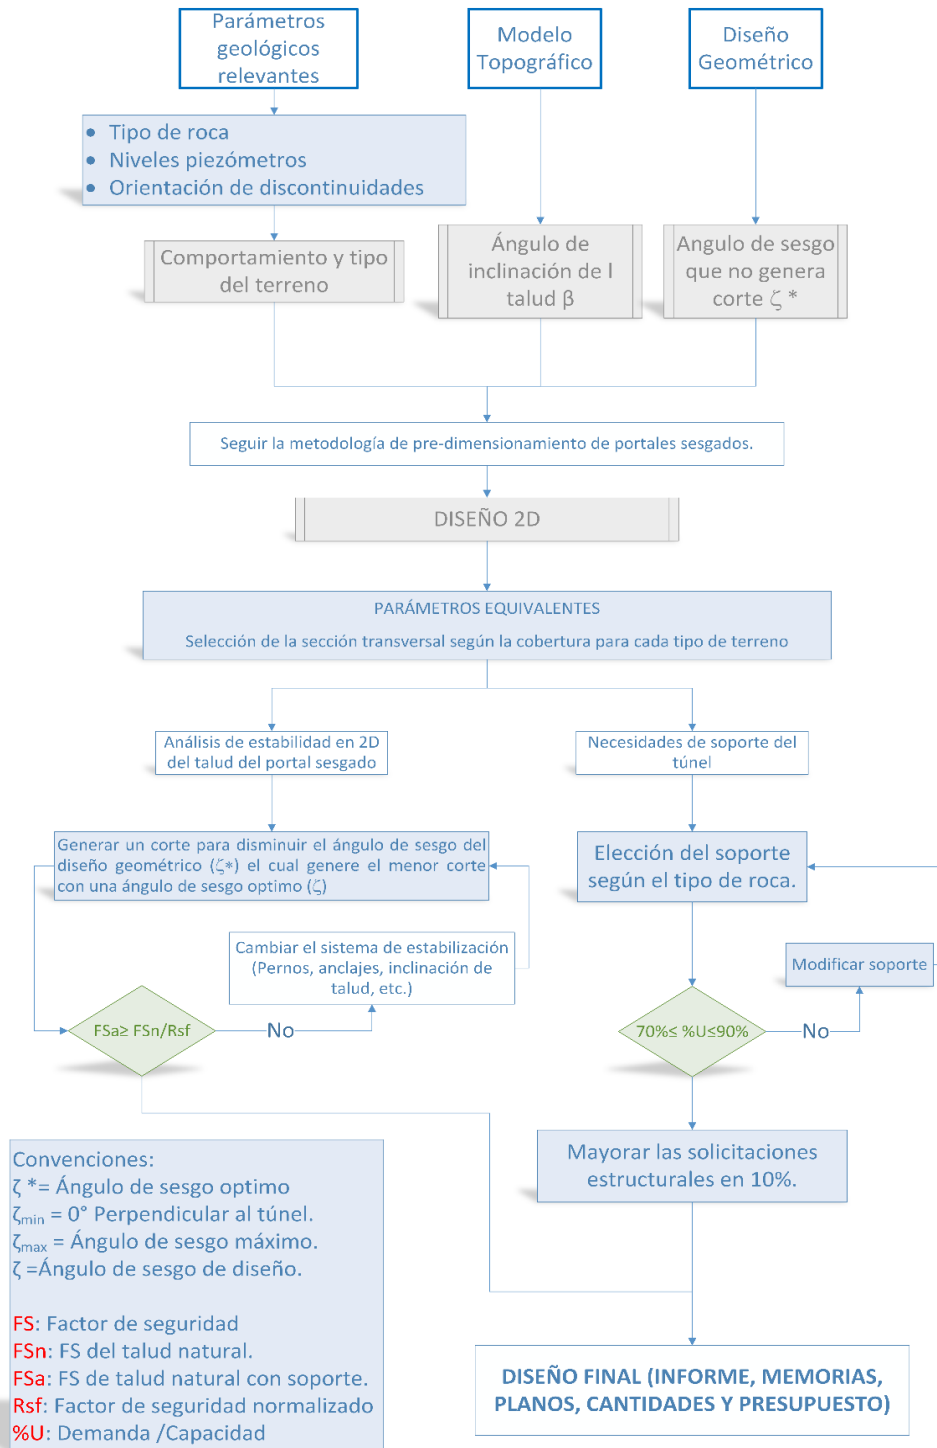 Parámetros
geológicos
relevantes
Modelo
Topográfico
Diseño
Geométrico
• Tipo de roca
• Niveles piezómetros
• Orientación de discontinuidades
Comportamiento y tipo
del terreno
Ángulo de
inclinación de l
talud β
Angulo de sesgo
que no genera
corte ζ *
Seguir la metodología de pre-dimensionamiento de portales sesgados.
DISEÑO 2D
PARÁMETROS EQUIVALENTES
Selección de la sección transversal según la cobertura para cada tipo de terreno
Análisis de estabilidad en 2D
del talud del portal sesgado
Necesidades de soporte del
túnel
Generar un corte para disminuir el ángulo de sesgo del
diseño geométrico (ζ*) el cual genere el menor corte
con una ángulo de sesgo optimo (ζ)
Elección del soporte
según el tipo de roca.
Cambiar el sistema de estabilización
(Pernos, anclajes, inclinación de
talud, etc.)
Modificar soporte
FSa≥ FSn/Rsf
No
70%≤ %U≤90%
No
Mayorar las solicitaciones
estructurales en 10%.
Convenciones:
ζ *= Ángulo de sesgo optimo
ζmin = 0° Perpendicular al túnel.
ζmax = Ángulo de sesgo máximo.
ζ =Ángulo de sesgo de diseño.
FS: Factor de seguridad
FSn: FS del talud natural.
FSa: FS de talud natural con soporte.
Rsf: Factor de seguridad normalizado
%U: Demanda /Capacidad
DISEÑO FINAL (INFORME, MEMORIAS,
PLANOS, CANTIDADES Y PRESUPUESTO)